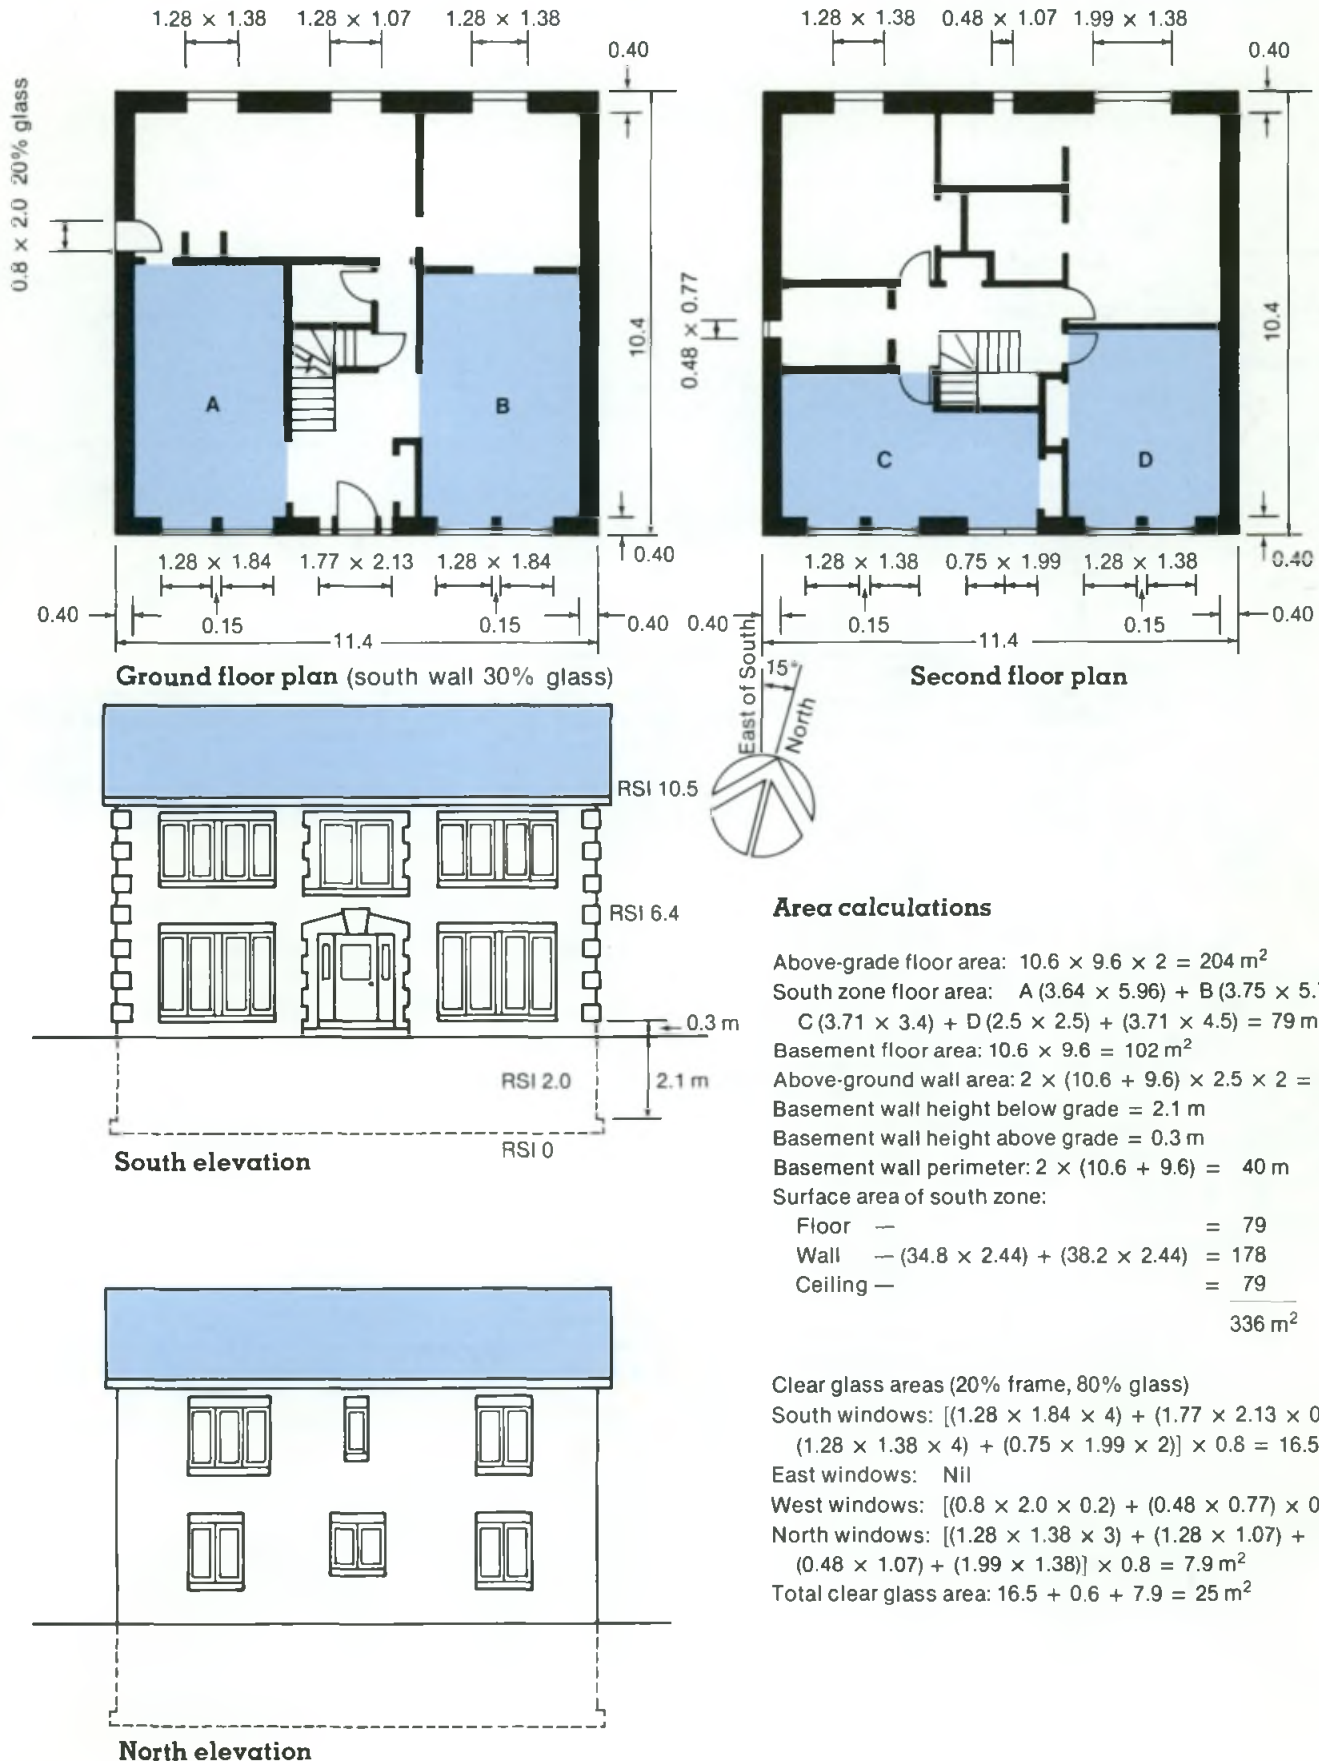 1.28 × 1.38
1.28 × 1.07
1.28 × 1.38
0.40
0.8 × 2.0 20% glass
10.4
A
B
0.40
1.28 × 1.84
1.77 × 2.13
1.28 × 1.84
0.40
0.15
0.15
0.40
11.4
Ground floor plan (south wall 30% glass)
1.28 × 1.38
0.48 × 1.07
1.99 × 1.38
0.40
0.48 × 0.77
10.4
C
D
1.28 × 1.38
0.75 × 1.99
1.28 × 1.38
0.40
0.40
0.15
0.15
0.40
11.4
Second floor plan
East of South
15°
North
RSI 10.5
RSI 6.4
0.3 m
RSI 2.0
2.1 m
RSI 0
South elevation
North elevation
Area calculations
Above-grade floor area: 10.6 × 9.6 × 2 = 204 m²
South zone floor area: A (3.64 × 5.96) + B (3.75 × 5.
C (3.71 × 3.4) + D (2.5 × 2.5) + (3.71 × 4.5) = 79 m
Basement floor area: 10.6 × 9.6 = 102 m²
Above-ground wall area: 2 × (10.6 + 9.6) × 2.5 × 2 =
Basement wall height below grade = 2.1 m
Basement wall height above grade = 0.3 m
Basement wall perimeter: 2 × (10.6 + 9.6) = 40 m
Surface area of south zone:
Floor — = 79
Wall — (34.8 × 2.44) + (38.2 × 2.44) = 178
Ceiling — = 79
336 m²
Clear glass areas (20% frame, 80% glass)
South windows: [(1.28 × 1.84 × 4) + (1.77 × 2.13 × 0
(1.28 × 1.38 × 4) + (0.75 × 1.99 × 2)] × 0.8 = 16.5
East windows: Nil
West windows: [(0.8 × 2.0 × 0.2) + (0.48 × 0.77) × 0
North windows: [(1.28 × 1.38 × 3) + (1.28 × 1.07) +
(0.48 × 1.07) + (1.99 × 1.38)] × 0.8 = 7.9 m²
Total clear glass area: 16.5 + 0.6 + 7.9 = 25 m²